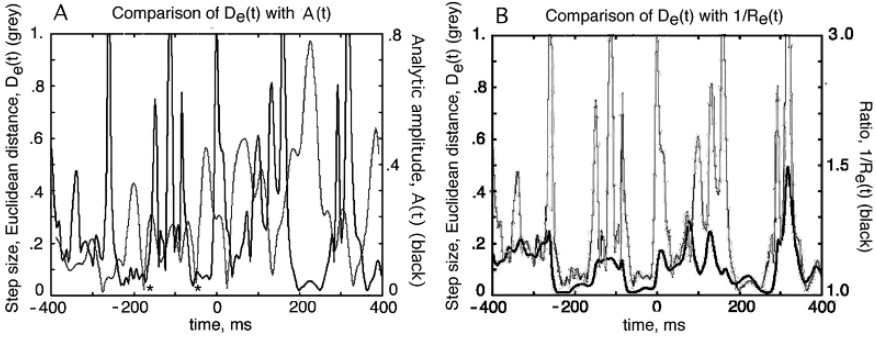 A Comparison of De(t) with A(t)
Step size, Euclidean distance, De(t) (grey)
1.
.8
.6
.4
.2
0
.8
.4
0
Analytic amplitude, A(t) (black)
* *
-400 -200 0 200 400
time, ms
B Comparison of De(t) with 1/Re(t)
Step size, Euclidean distance, De(t) (grey)
1.
.8
.6
.4
.2
0
3.0
1.5
1.0
Ratio, 1/Re(t) (black)
-400 -200 0 200 400
time, ms